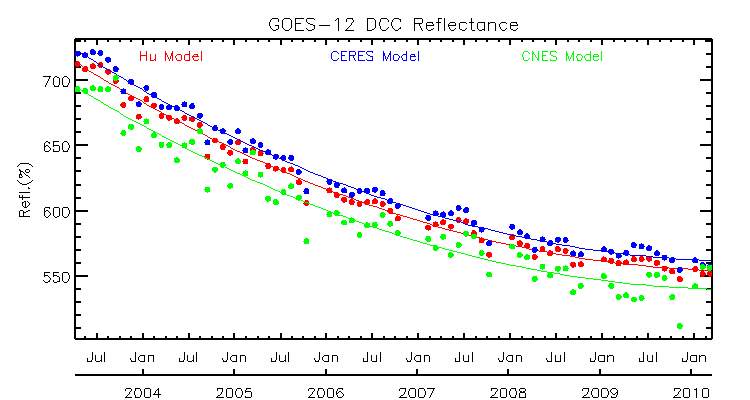 GOES-12 DCC Reflectance
Hu Model CERES Model CNES Model
Refl.(%)
700
650
600
550
Jul Jan Jul Jan Jul Jan Jul Jan Jul Jan Jul Jan Jul Jan
2004 2005 2006 2007 2008 2009 2010